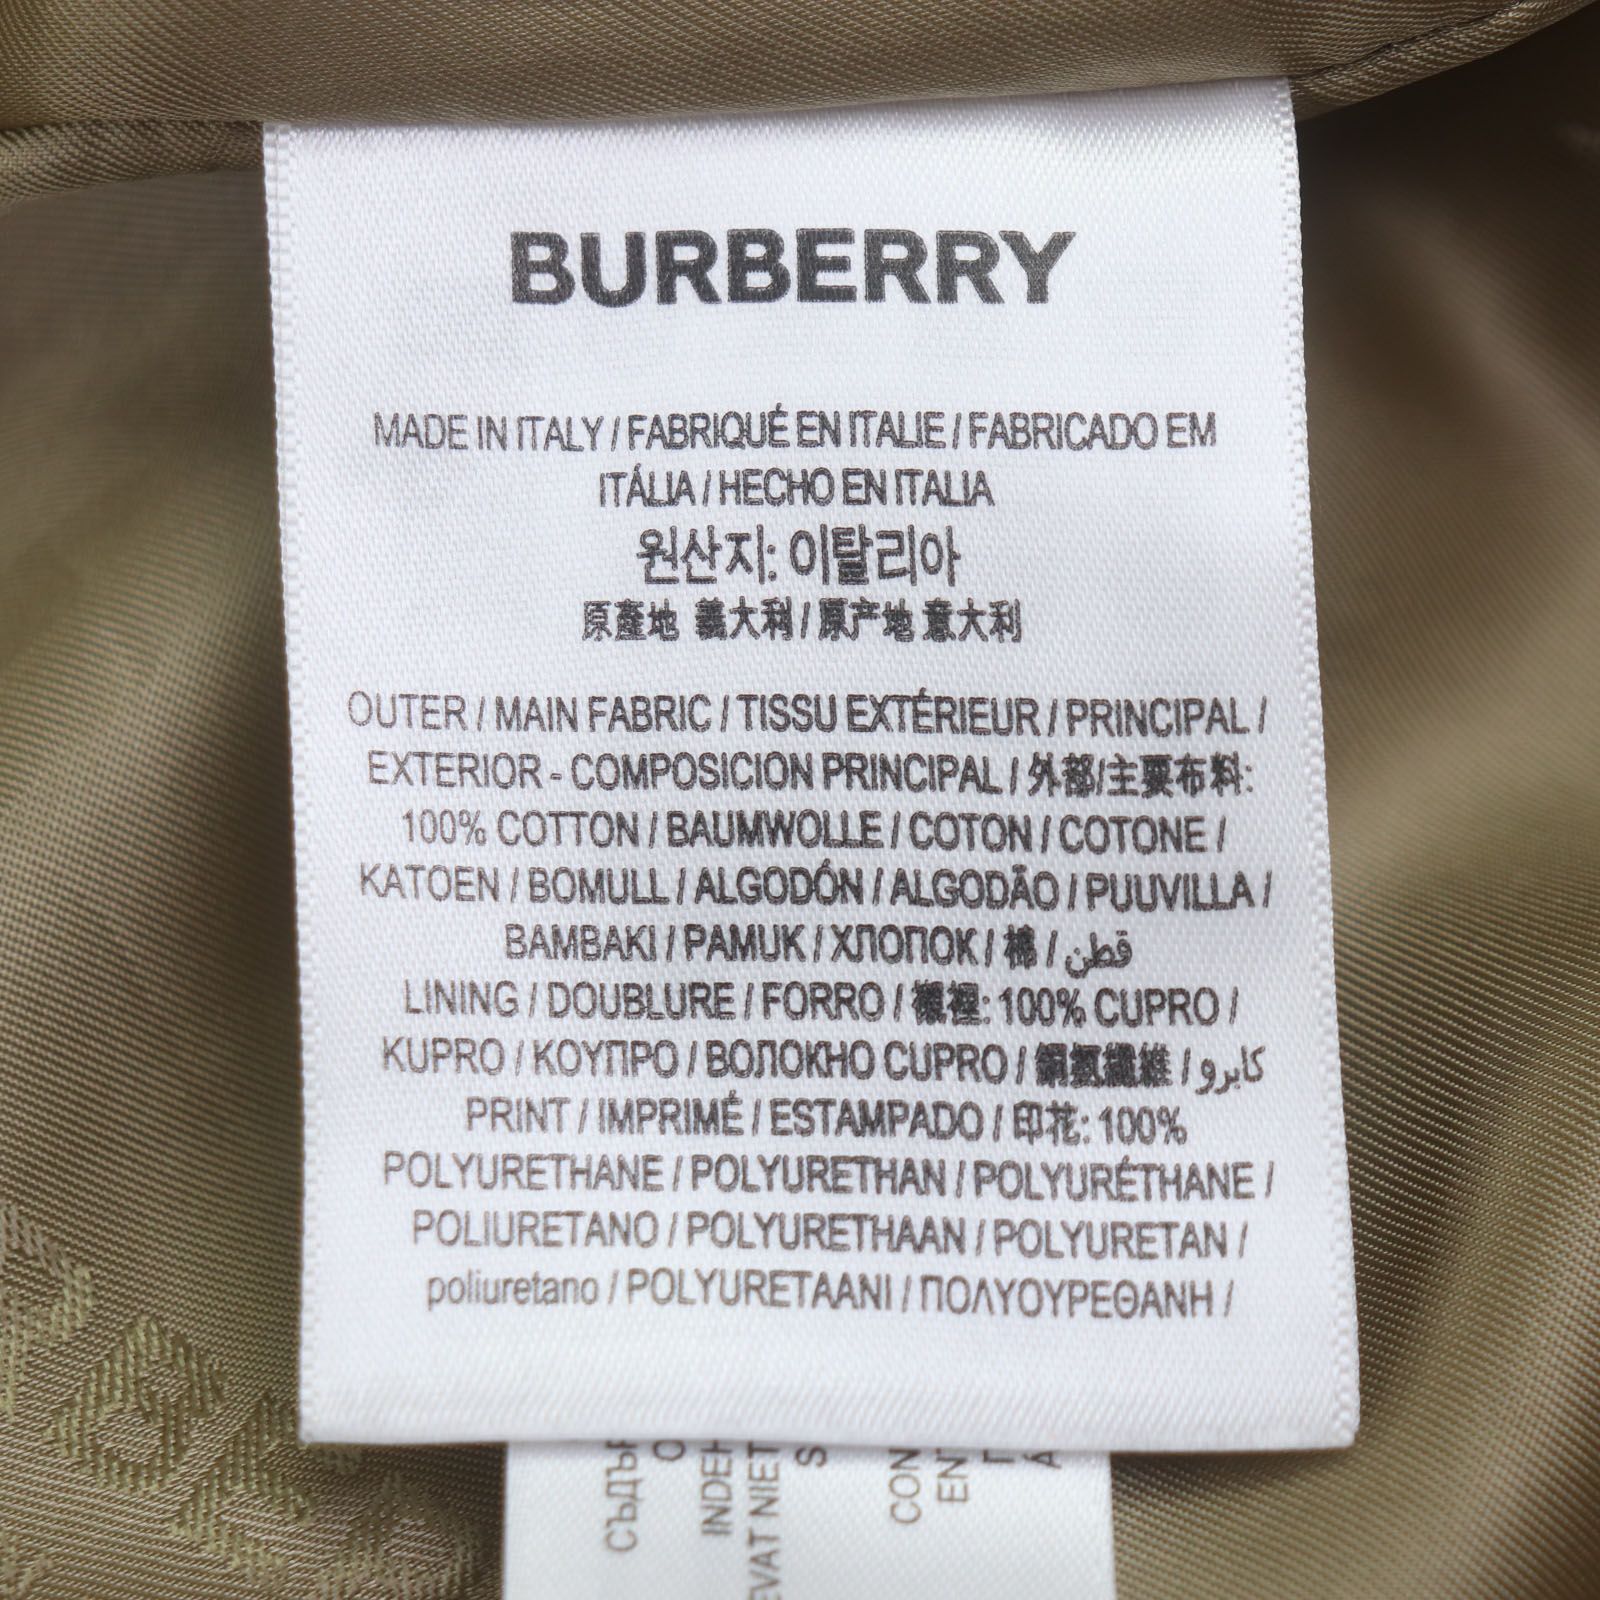 BURBERRY
MADE IN ITALY / FABRIQUÉ EN ITALIE / FABRICADO EM
ITÁLIA / HECHO EN ITALIA
원산지: 이탈리아
原產地 義大利 / 原产地 意大利
OUTER / MAIN FABRIC / TISSU EXTÉRIEUR / PRINCIPAL /
EXTERIOR - COMPOSICION PRINCIPAL / 外部/主要布料:
100% COTTON / BAUMWOLLE / COTON / COTONE /
KATOEN / BOMULL / ALGODÓN / ALGODÃO / PUUVILLA /
BAMBAKI / PAMUK / ХЛОПОК / 棉 / قطن
LINING / DOUBLURE / FORRO / 襯裡: 100% CUPRO /
KUPRO / ΚΟΥΠΡΟ / ВОЛОКНО CUPRO / 銅氨纖維 / كابرو
PRINT / IMPRIMÉ / ESTAMPADO / 印花: 100%
POLYURETHANE / POLYURETHAN / POLYURÉTHANE /
POLIURETANO / POLYURETHAAN / POLYURETAN /
poliuretano / POLYURETAANI / ΠΟΛΥΟΥΡΕΘΑΝΗ /